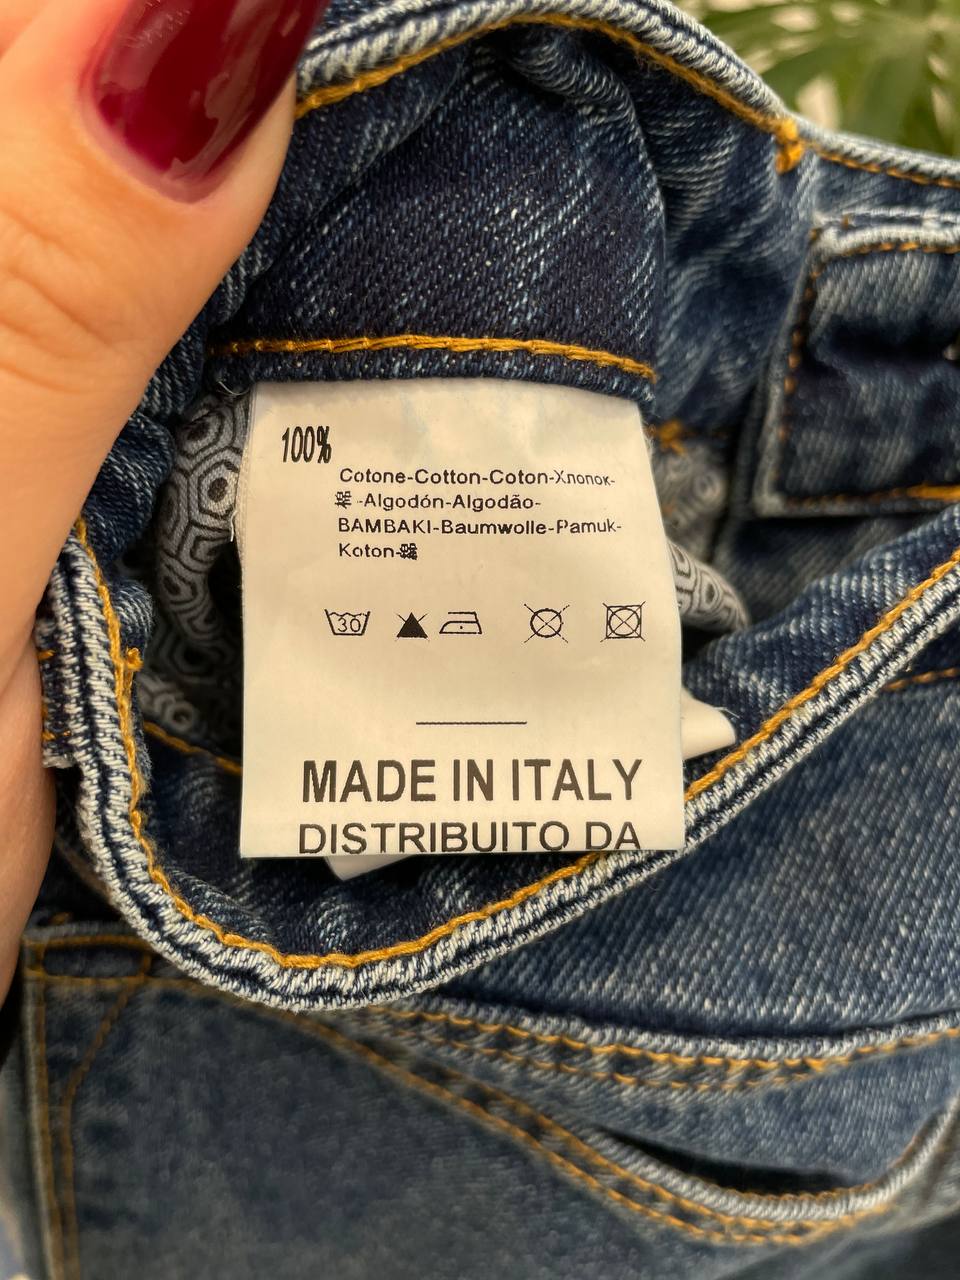 100%
Cotone-Cotton-Coton-Хлопок-
-Algodón-Algodão-
BAMBAKI-Baumwolle-Pamuk-
Koton-
30
MADE IN ITALY
DISTRIBUITO DA